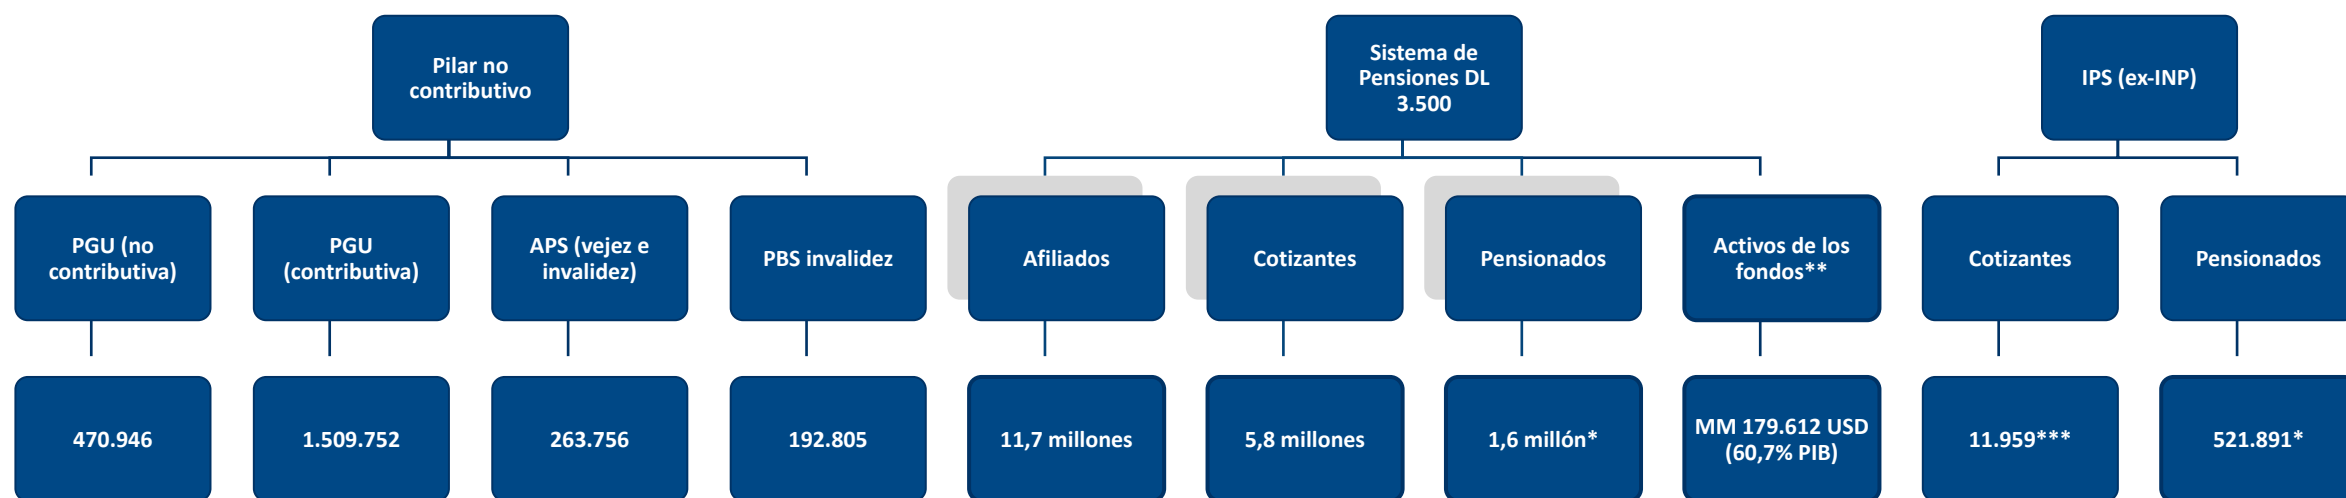 Pilar no
contributivo
Sistema de
Pensiones DL
3.500
IPS (ex-INP)
PGU (no
contributiva)
PGU
(contributiva)
APS (vejez e
invalidez)
PBS invalidez
Afiliados
Cotizantes
Pensionados
Activos de los
fondos**
Cotizantes
Pensionados
470.946
1.509.752
263.756
192.805
11,7 millones
5,8 millones
1,6 millón*
MM 179.612 USD
(60,7% PIB)
11.959***
521.891*